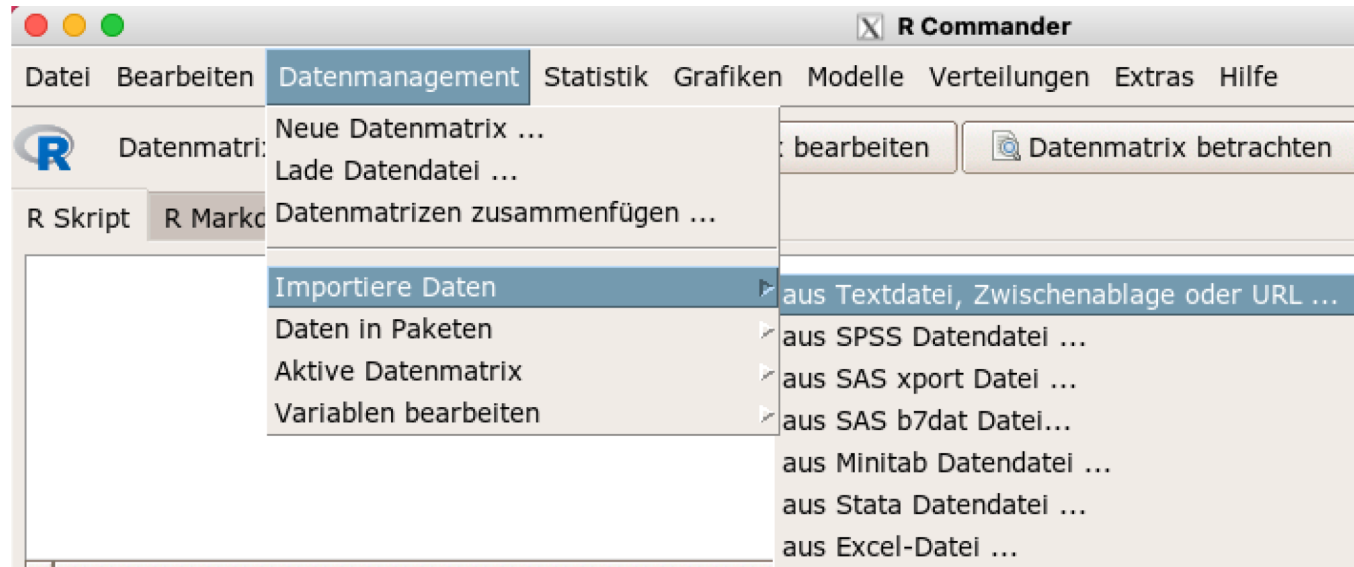 R Commander
Datei Bearbeiten Datenmanagement Statistik Grafiken Modelle Verteilungen Extras Hilfe
Neue Datenmatrix ...
Datenmatri bearbeiten Datenmatrix betrachten
Lade Datendatei ...
R Skript R Markd Datenmatrizen zusammenfügen ...
Importiere Daten
aus Textdatei, Zwischenablage oder URL ...
Daten in Paketen
aus SPSS Datendatei ...
Aktive Datenmatrix
aus SAS xport Datei ...
Variablen bearbeiten
aus SAS b7dat Datei...
aus Minitab Datendatei ...
aus Stata Datendatei ...
aus Excel-Datei ...